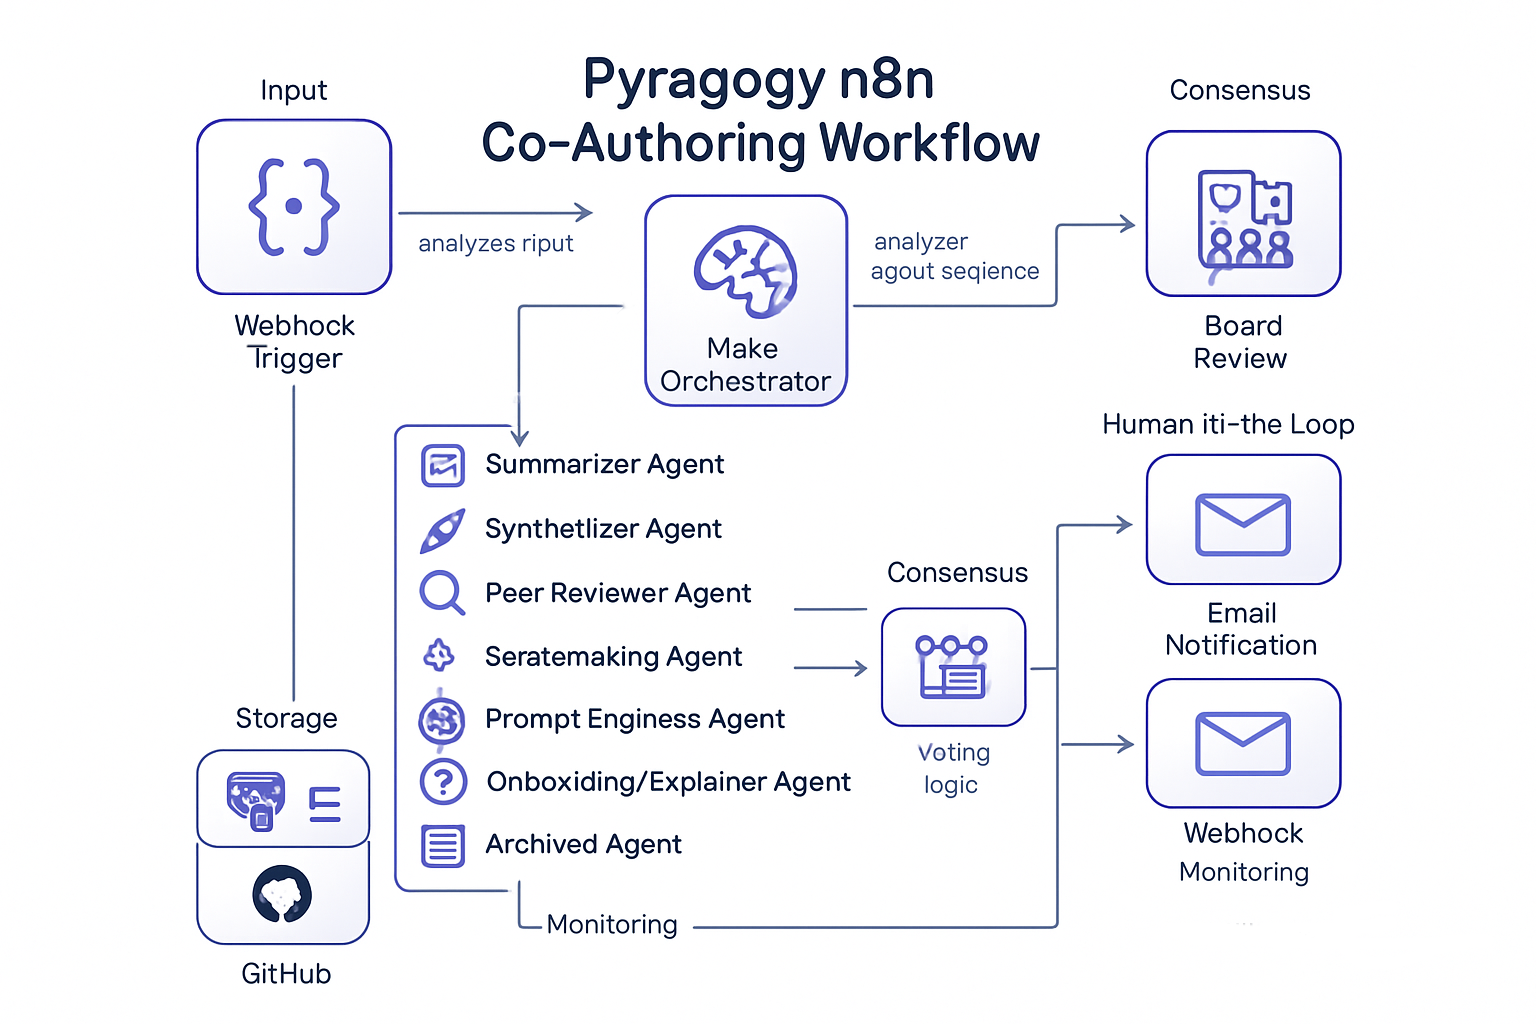 Pyragogy n8n
Co-Authoring Workflow
Input
Webhock
Trigger
analyzes riput
Make
Orchestrator
analyzer
agout seqience
Consensus
Board
Review
Summarizer Agent
Synthetlizer Agent
Peer Reviewer Agent
Seratemaking Agent
Prompt Enginess Agent
Onboxiding/Explainer Agent
Archived Agent
Monitoring
Consensus
Voting
logic
Human iti-the Loop
Email
Notification
Webhock
Monitoring
Storage
GitHub